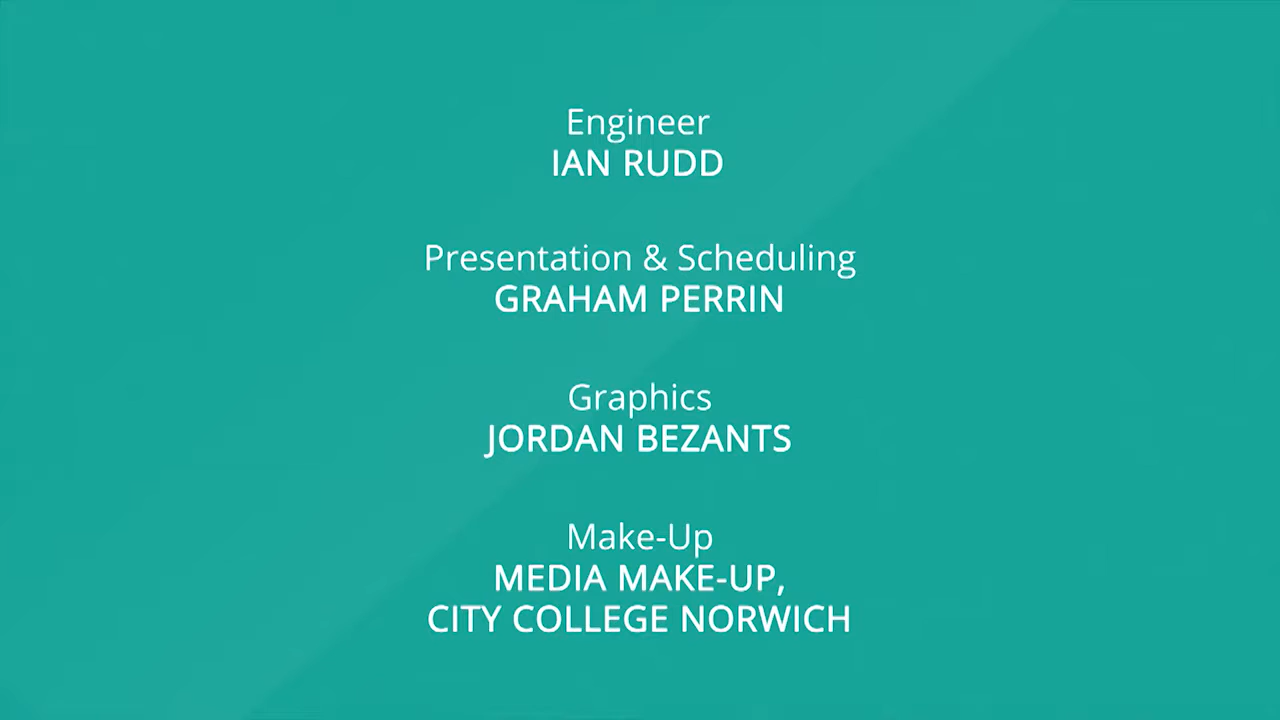 Engineer
IAN RUDD
Presentation & Scheduling
GRAHAM PERRIN
Graphics
JORDAN BEZANTS
Make-Up
MEDIA MAKE-UP,
CITY COLLEGE NORWICH